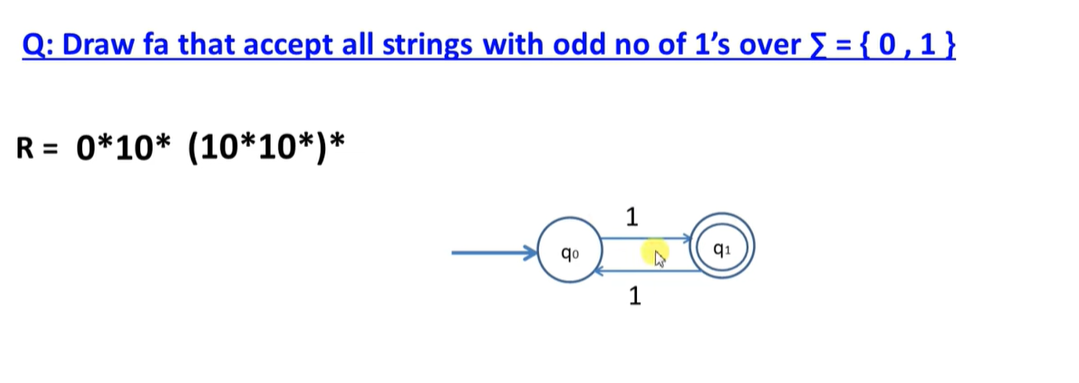 Q: Draw fa that accept all strings with odd no of 1’s over ∑ = { 0 , 1 }
R = 0*10* (10*10*)*
1
q0
q1
1